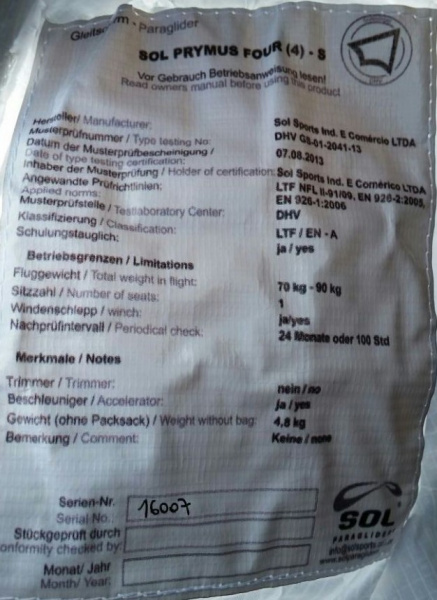 Gleitschirm - Paraglider
SOL PRYMUS FOUR (4) - S
Vor Gebrauch Betriebsanweisung lesen!
Read owners manual before using this product
Hersteller/ Manufacturer: Sol Sports Ind. E Comércio LTDA
Musterprüfnummer / Type testing No: DHV GS-01-2041-13
Datum der Musterprüfbescheinigung /
Date of type testing certification: 07.08.2013
Inhaber der Musterprüfung / Holder of certification: Sol Sports Ind. E Comérico LTDA
Angewandte Prüfrichtlinien: LTF NFL II-91/09, EN 926-2:2005,
Applied norms: EN 926-1:2006
Musterprüfstelle / Testlaboratory Center: DHV
Klassifizierung / Classification: LTF / EN - A
Schulungstauglich: ja / yes
Betriebsgrenzen / Limitations
Fluggewicht / Total weight in flight: 70 kg - 90 kg
Sitzzahl / Number of seats: 1
Windenschlepp / winch: ja/yes
Nachprüfintervall / Periodical check: 24 Monate oder 100 Std
Merkmale / Notes
Trimmer / Trimmer: nein / no
Beschleuniger / Accelerator: ja / yes
Gewicht (ohne Packsack) / Weight without bag: 4,8 kg
Bemerkung / Comment: Keine / none
Serien-Nr.
Serial No.: 16007
Stückgeprüft durch
onformity checked by:
Monat/ Jahr
Month/ Year:
SOL
PARAGLIDERS